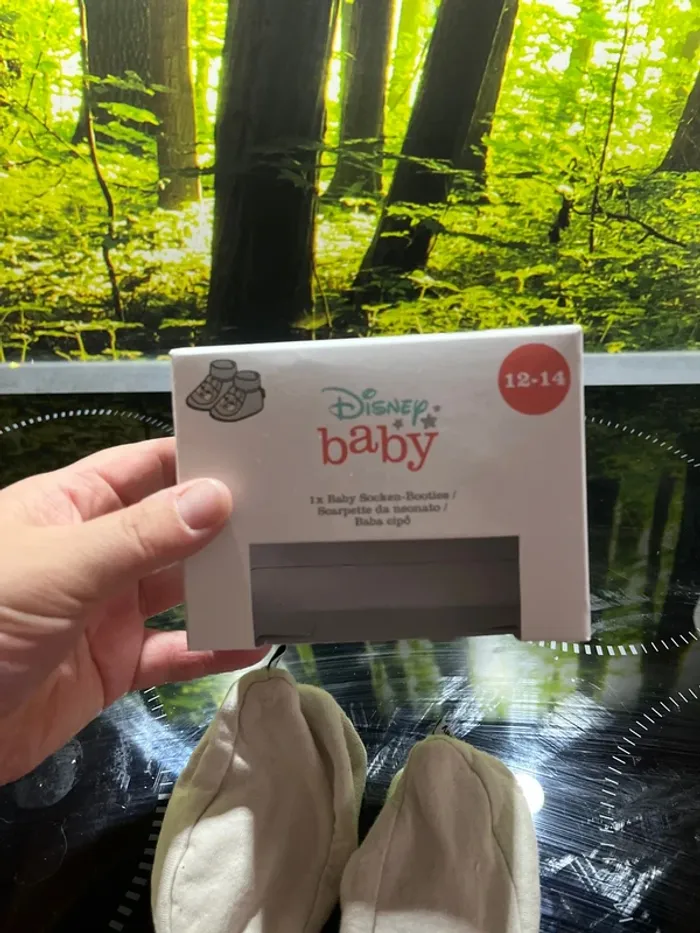 12-14
Disney
baby
1x Baby Socken-Booties /
Scarpette da neonato /
Baba cipő